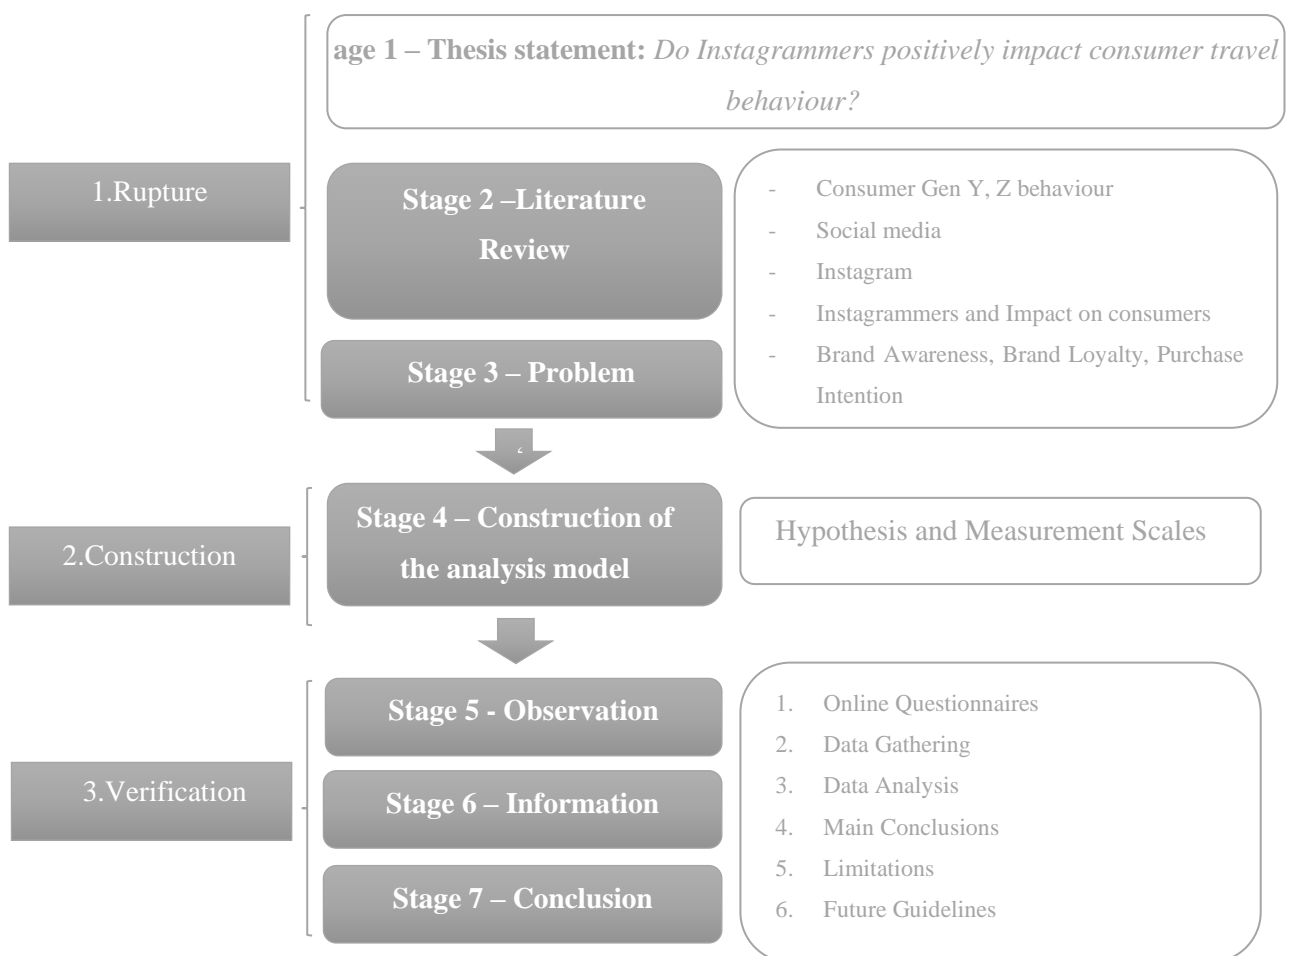 age 1 – Thesis statement: Do Instagrammers positively impact consumer travel
behaviour?
1.Rupture
Stage 2 –Literature
Review
- Consumer Gen Y, Z behaviour
- Social media
- Instagram
- Instagrammers and Impact on consumers
- Brand Awareness, Brand Loyalty, Purchase
Intention
Stage 3 – Problem
2.Construction
Stage 4 – Construction of
the analysis model
Hypothesis and Measurement Scales
3.Verification
Stage 5 - Observation
Stage 6 – Information
Stage 7 – Conclusion
1. Online Questionnaires
2. Data Gathering
3. Data Analysis
4. Main Conclusions
5. Limitations
6. Future Guidelines